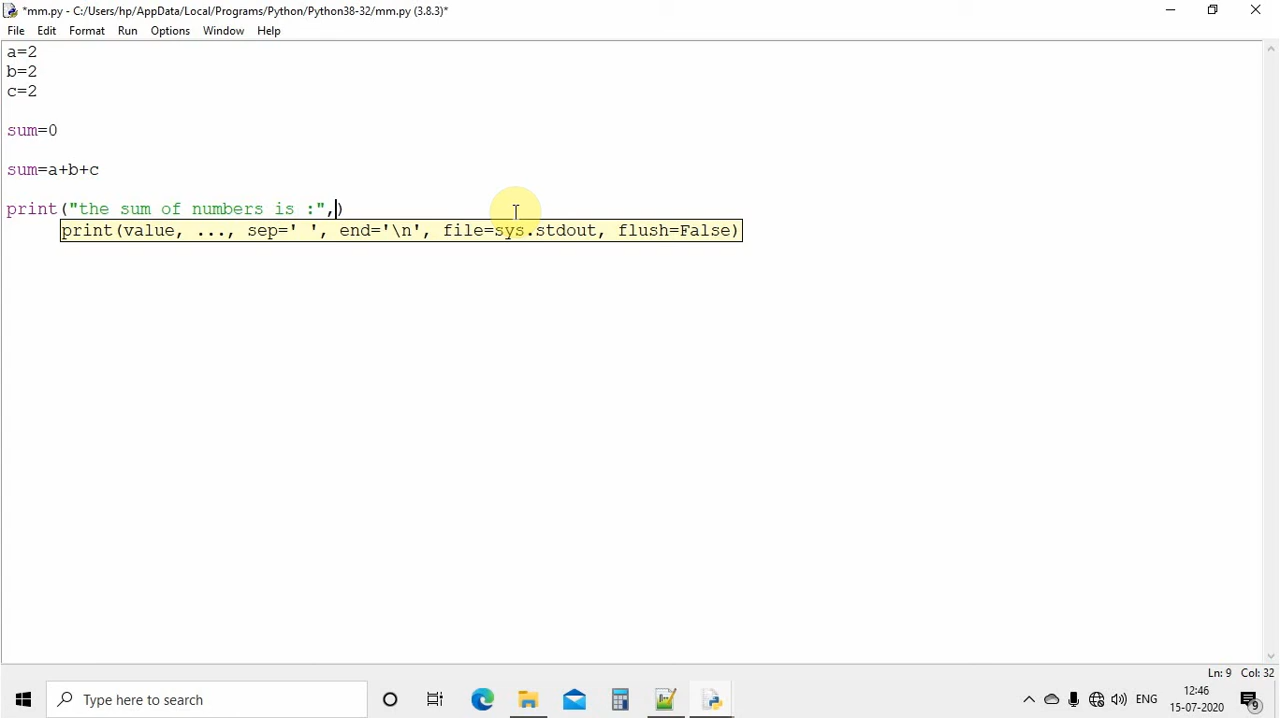 *mm.py - C:/Users/hp/AppData/Local/Programs/Python/Python38-32/mm.py (3.8.3)*
File Edit Format Run Options Window Help
a=2
b=2
c=2
sum=0
sum=a+b+c
print("the sum of numbers is :",)
print(value, ..., sep=' ', end='\n', file=sys.stdout, flush=False)
Ln: 9 Col: 32
Type here to search
ENG
12:46
15-07-2020
9